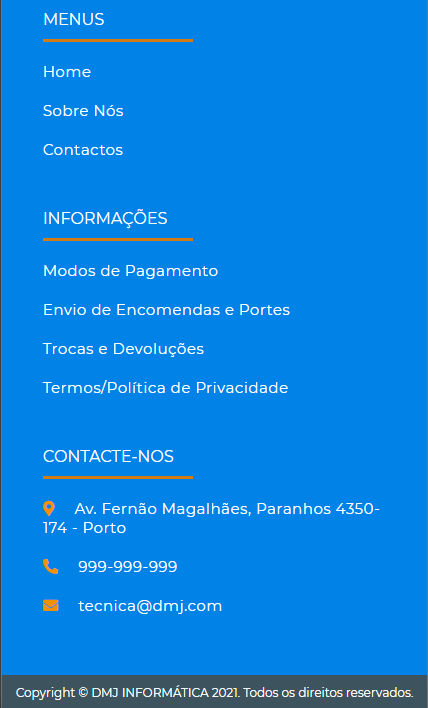 MENUS
Home
Sobre Nós
Contactos
INFORMAÇÕES
Modos de Pagamento
Envio de Encomendas e Portes
Trocas e Devoluções
Termos/Política de Privacidade
CONTACTE-NOS
Av. Fernão Magalhães, Paranhos 4350-
174 - Porto
999-999-999
tecnica@dmj.com
Copyright © DMJ INFORMÁTICA 2021. Todos os direitos reservados.